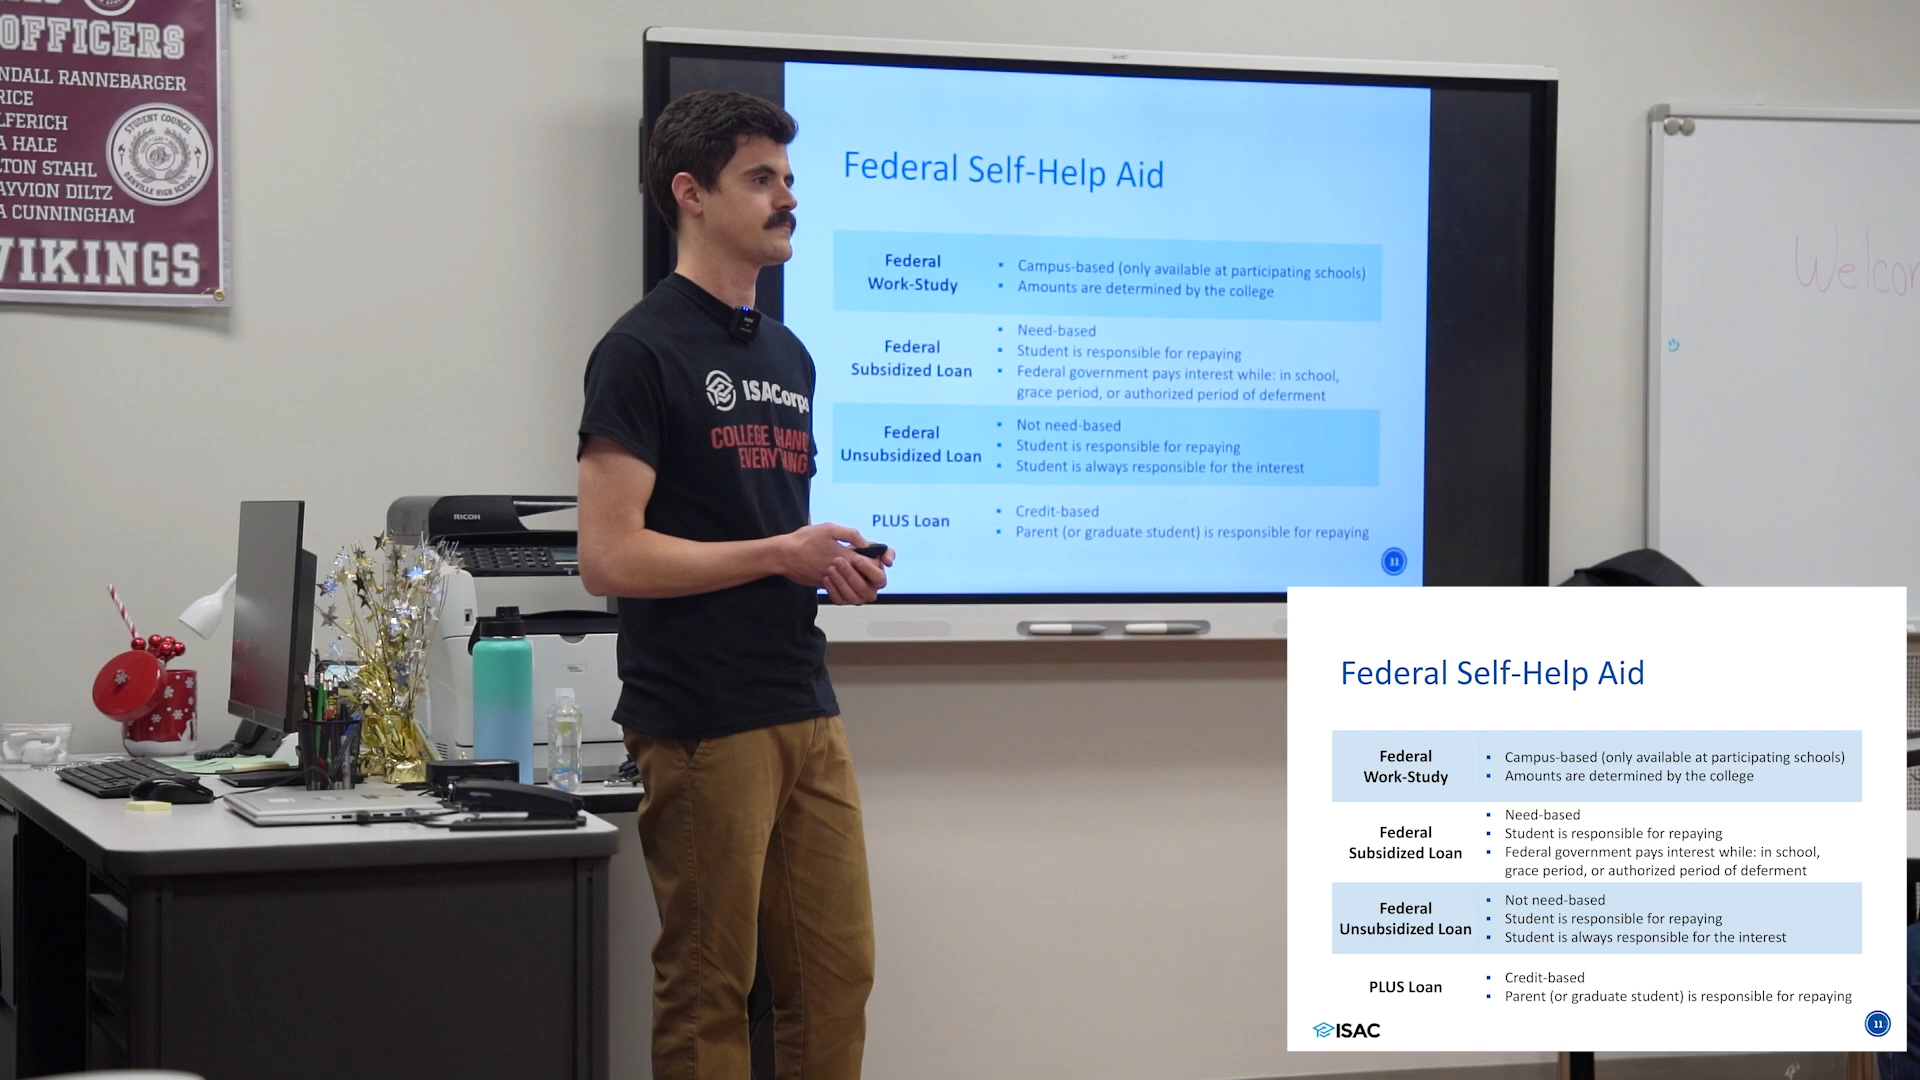 OFFICERS
NDALL RANNEBARGER
RICE
LFERICH
A HALE
LTON STAHL
AYVION DILTZ
A CUNNINGHAM
VIKINGS
STUDENT COUNCIL
DANVILLE HIGH SCHOOL
SMART
Federal Self-Help Aid
Federal
Work-Study
▪ Campus-based (only available at participating schools)
▪ Amounts are determined by the college
Federal
Subsidized Loan
▪ Need-based
▪ Student is responsible for repaying
▪ Federal government pays interest while: in school,
grace period, or authorized period of deferment
Federal
Unsubsidized Loan
▪ Not need-based
▪ Student is responsible for repaying
▪ Student is always responsible for the interest
PLUS Loan
▪ Credit-based
▪ Parent (or graduate student) is responsible for repaying
11
Welcom
ISACorps
COLLEGE CHANG
EVERYTHING
RICOH
Federal Self-Help Aid
Federal
Work-Study
▪ Campus-based (only available at participating schools)
▪ Amounts are determined by the college
Federal
Subsidized Loan
▪ Need-based
▪ Student is responsible for repaying
▪ Federal government pays interest while: in school,
grace period, or authorized period of deferment
Federal
Unsubsidized Loan
▪ Not need-based
▪ Student is responsible for repaying
▪ Student is always responsible for the interest
PLUS Loan
▪ Credit-based
▪ Parent (or graduate student) is responsible for repaying
ISAC
11